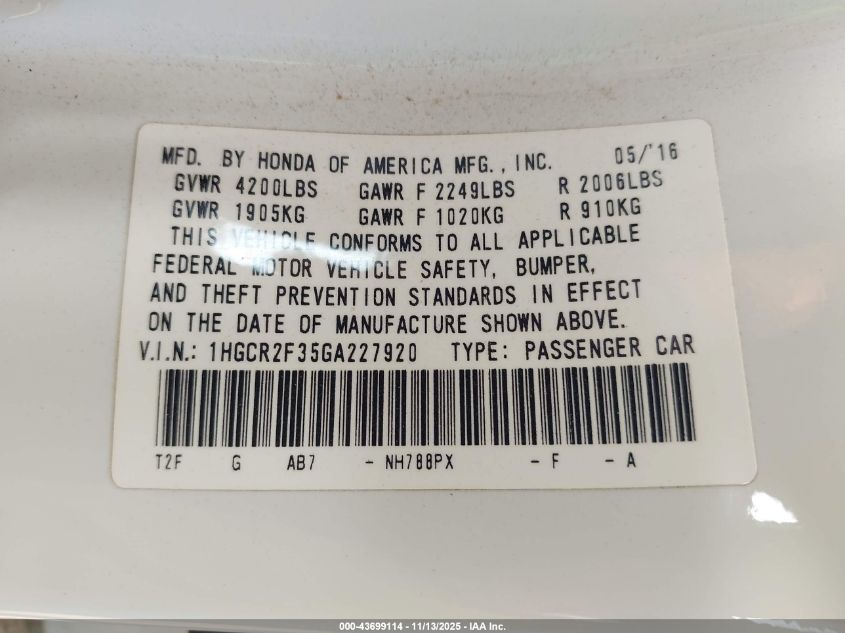 MFD. BY HONDA OF AMERICA MFG., INC. 05/'16
GVWR 4200LBS GAWR F 2249LBS R 2006LBS
GVWR 1905KG GAWR F 1020KG R 910KG
THIS VEHICLE CONFORMS TO ALL APPLICABLE
FEDERAL MOTOR VEHICLE SAFETY, BUMPER,
AND THEFT PREVENTION STANDARDS IN EFFECT
ON THE DATE OF MANUFACTURE SHOWN ABOVE.
V.I.N.: 1HGCR2F35GA227920 TYPE: PASSENGER CAR
T2F G AB7 - NH788PX - F - A
000-43699114 - 11/13/2025 - IAA Inc.